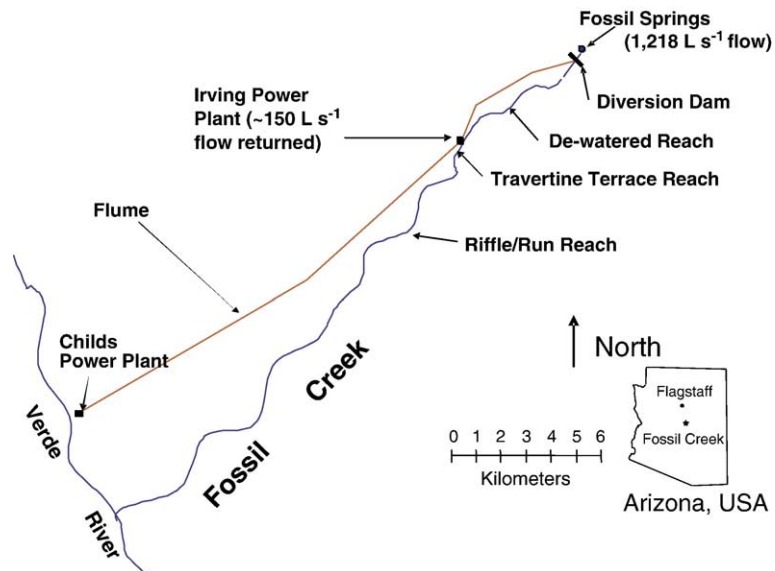 Fossil Springs
(1,218 L s-1 flow)
Diversion Dam
Irving Power
Plant (~150 L s-1
flow returned)
De-watered Reach
Travertine Terrace Reach
Flume
Riffle/Run Reach
Childs
Power Plant
Verde
River
Fossil
Creek
North
0 1 2 3 4 5 6
Kilometers
Flagstaff
Fossil Creek
Arizona, USA